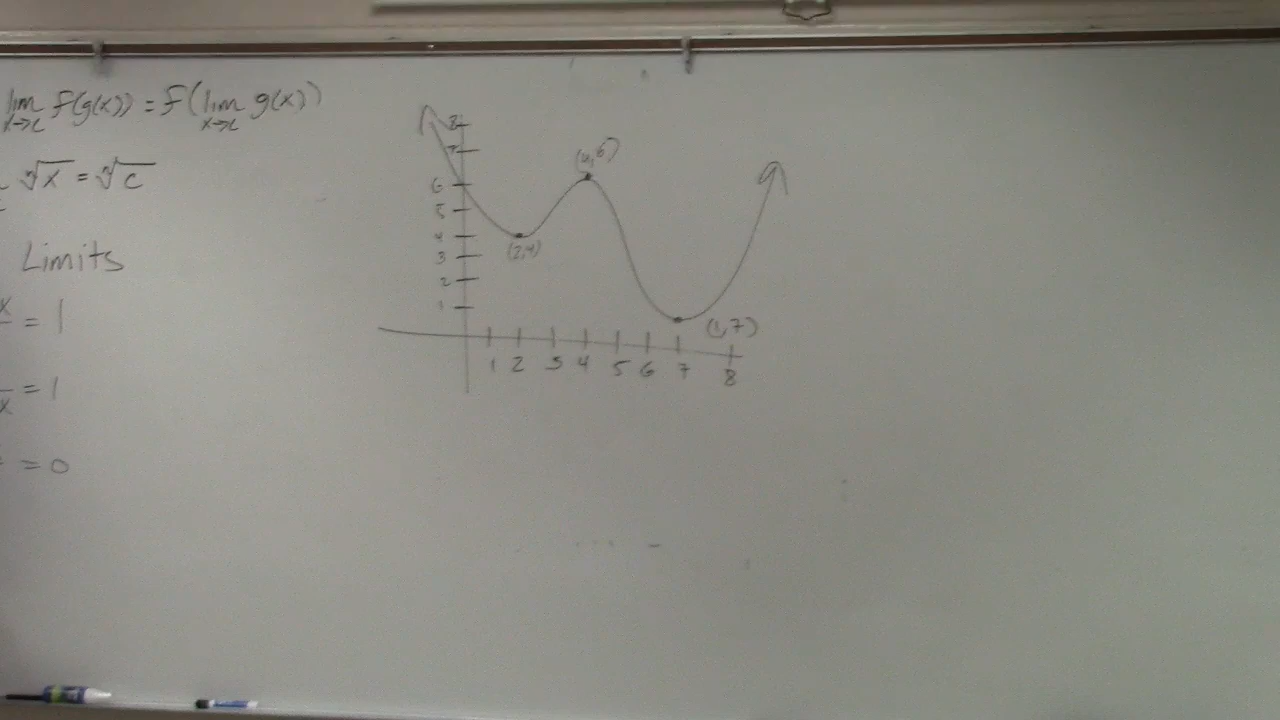 lim f(g(x)) = f(lim g(x))
x→c x→c
ⁿ√x = ⁿ√c
Limits
x = 1
x = 1
= 0
8
7
6
5
4
3
2
1
(2,4)
(4,6)
(1,7)
1 2 3 4 5 6 7 8